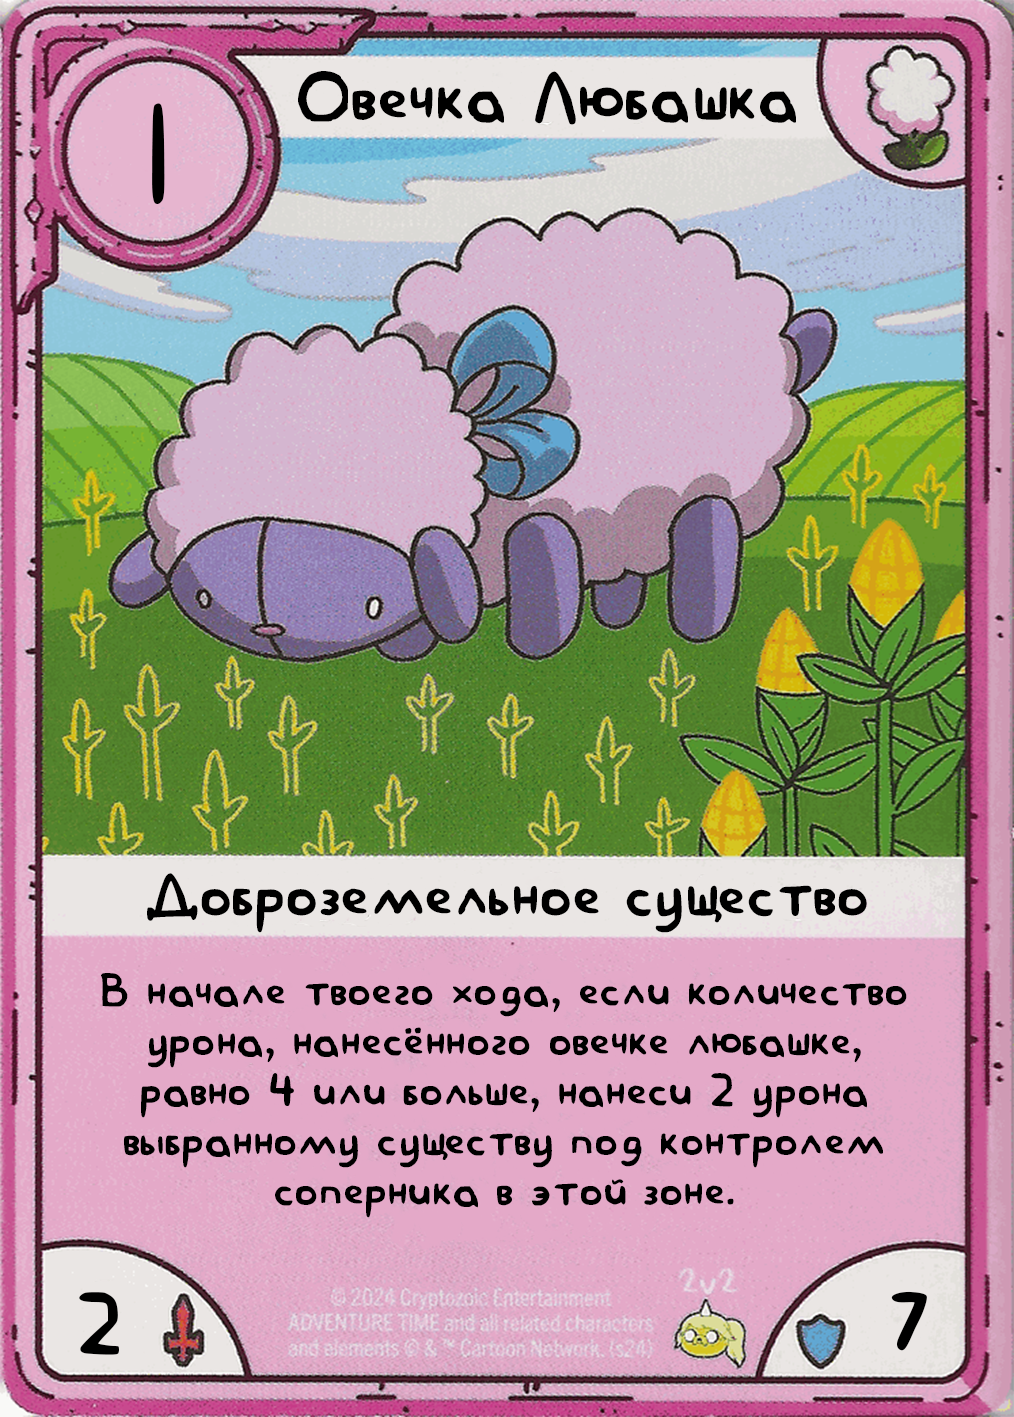 1
Овечка Любашка
Доброземельное существо
В начале твоего хода, если количество
урона, нанесённого овечке любашке,
равно 4 или больше, нанеси 2 урона
выбранному существу под контролем
соперника в этой зоне.
2v2
© 2024 Cryptozoic Entertainment
ADVENTURE TIME and all related characters
and elements © & ™ Cartoon Network. (s24)
2
7